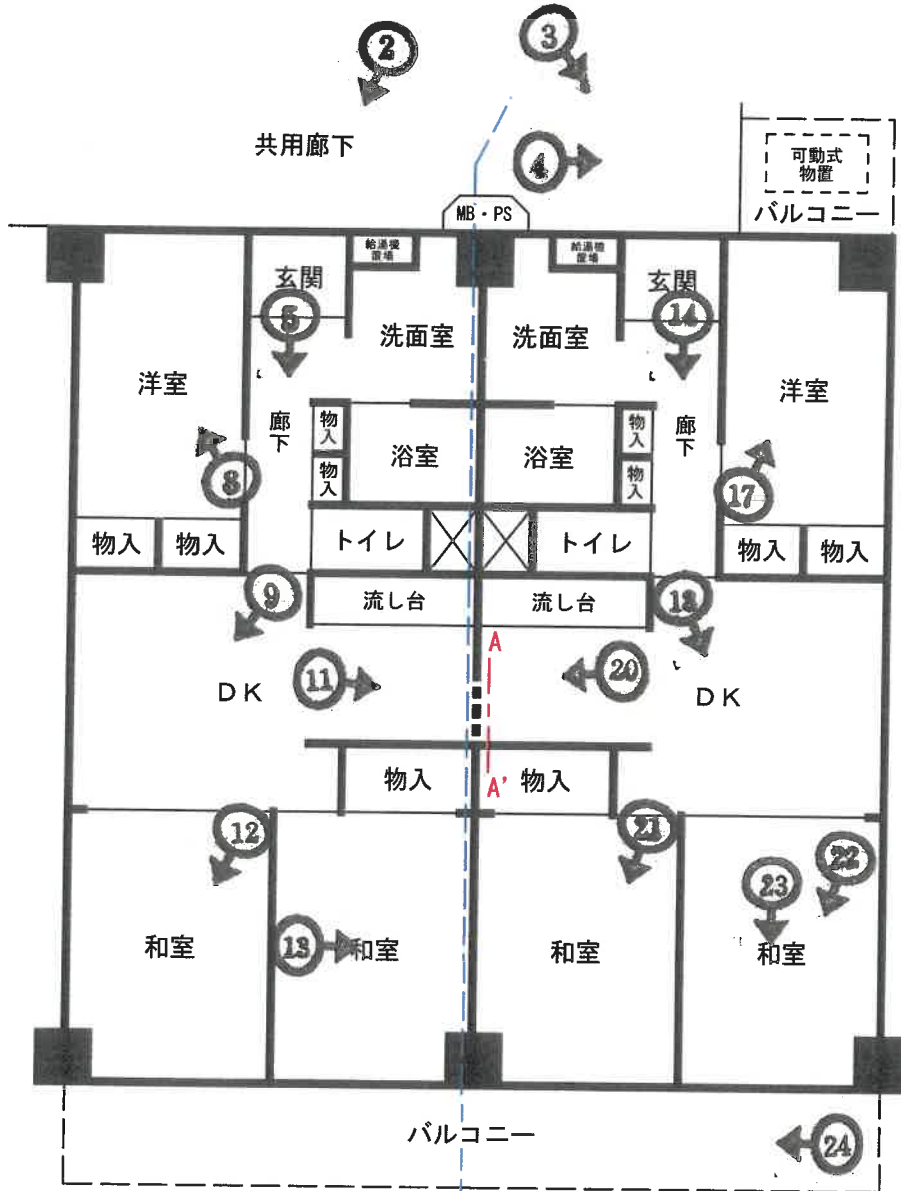 2
3
共用廊下
4
可動式
物置
バルコニー
MB・PS
給湯機
置場
給湯機
置場
玄関
玄関
5
14
洗面室
洗面室
洋室
洋室
廊下
物入
浴室
浴室
物入
廊下
物入
物入
8
17
物入
物入
トイレ
トイレ
物入
物入
9
流し台
流し台
18
A
DK
11
20
DK
A'
物入
物入
12
21
22
23
和室
13
和室
和室
和室
バルコニー
24